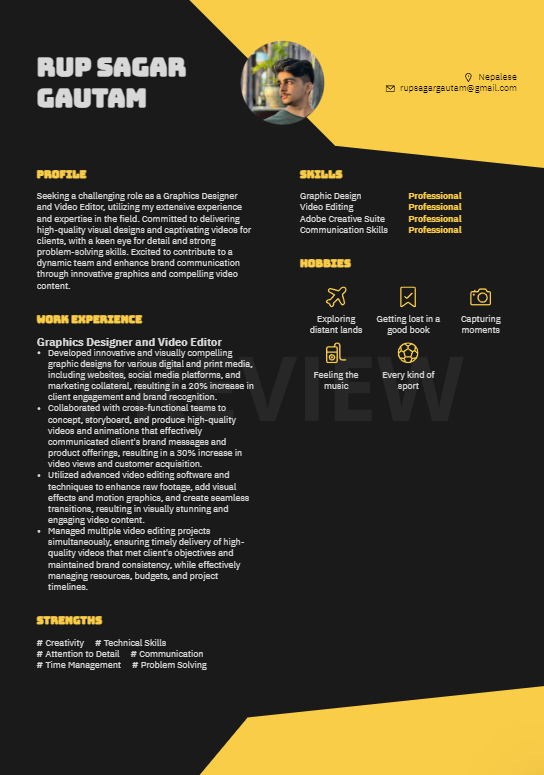 RUP SAGAR
GAUTAM
Nepalese
rupsagargautam@gmail.com
PROFILE
Seeking a challenging role as a Graphics Designer
and Video Editor, utilizing my extensive experience
and expertise in the field. Committed to delivering
high-quality visual designs and captivating videos for
clients, with a keen eye for detail and strong
problem-solving skills. Excited to contribute to a
dynamic team and enhance brand communication
through innovative graphics and compelling video
content.
WORK EXPERIENCE
Graphics Designer and Video Editor
• Developed innovative and visually compelling
graphic designs for various digital and print media,
including websites, social media platforms, and
marketing collateral, resulting in a 20% increase in
client engagement and brand recognition.
• Collaborated with cross-functional teams to
concept, storyboard, and produce high-quality
videos and animations that effectively
communicated client's brand messages and
product offerings, resulting in a 30% increase in
video views and customer acquisition.
• Utilized advanced video editing software and
techniques to enhance raw footage, add visual
effects and motion graphics, and create seamless
transitions, resulting in visually stunning and
engaging video content.
• Managed multiple video editing projects
simultaneously, ensuring timely delivery of high-
quality videos that met client's objectives and
maintained brand consistency, while effectively
managing resources, budgets, and project
timelines.
STRENGTHS
# Creativity # Technical Skills
# Attention to Detail # Communication
# Time Management # Problem Solving
SKILLS
Graphic Design Professional
Video Editing Professional
Adobe Creative Suite Professional
Communication Skills Professional
HOBBIES
Exploring
distant lands
Getting lost in a
good book
Capturing
moments
Feeling the
music
Every kind of
sport